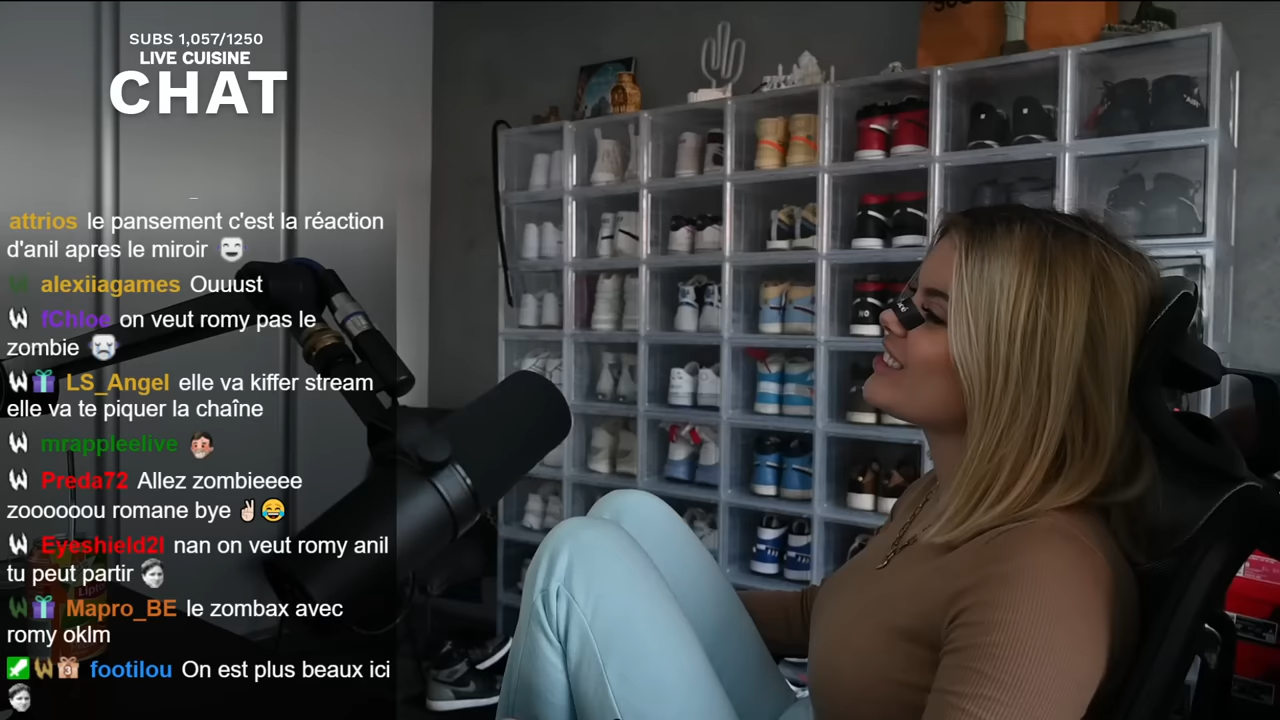 SUBS 1,057/1250
LIVE CUISINE
CHAT
attrios le pansement c'est la réaction
d'anil apres le miroir
alexiiagames Ouuust
fChloe on veut romy pas le
zombie
LS_Angel elle va kiffer stream
elle va te piquer la chaîne
mrappleelive
Preda72 Allez zombieeee
zoooooou romane bye
Eyeshield2l nan on veut romy anil
tu peut partir
Mapro_BE le zombax avec
romy oklm
footilou On est plus beaux ici
NO